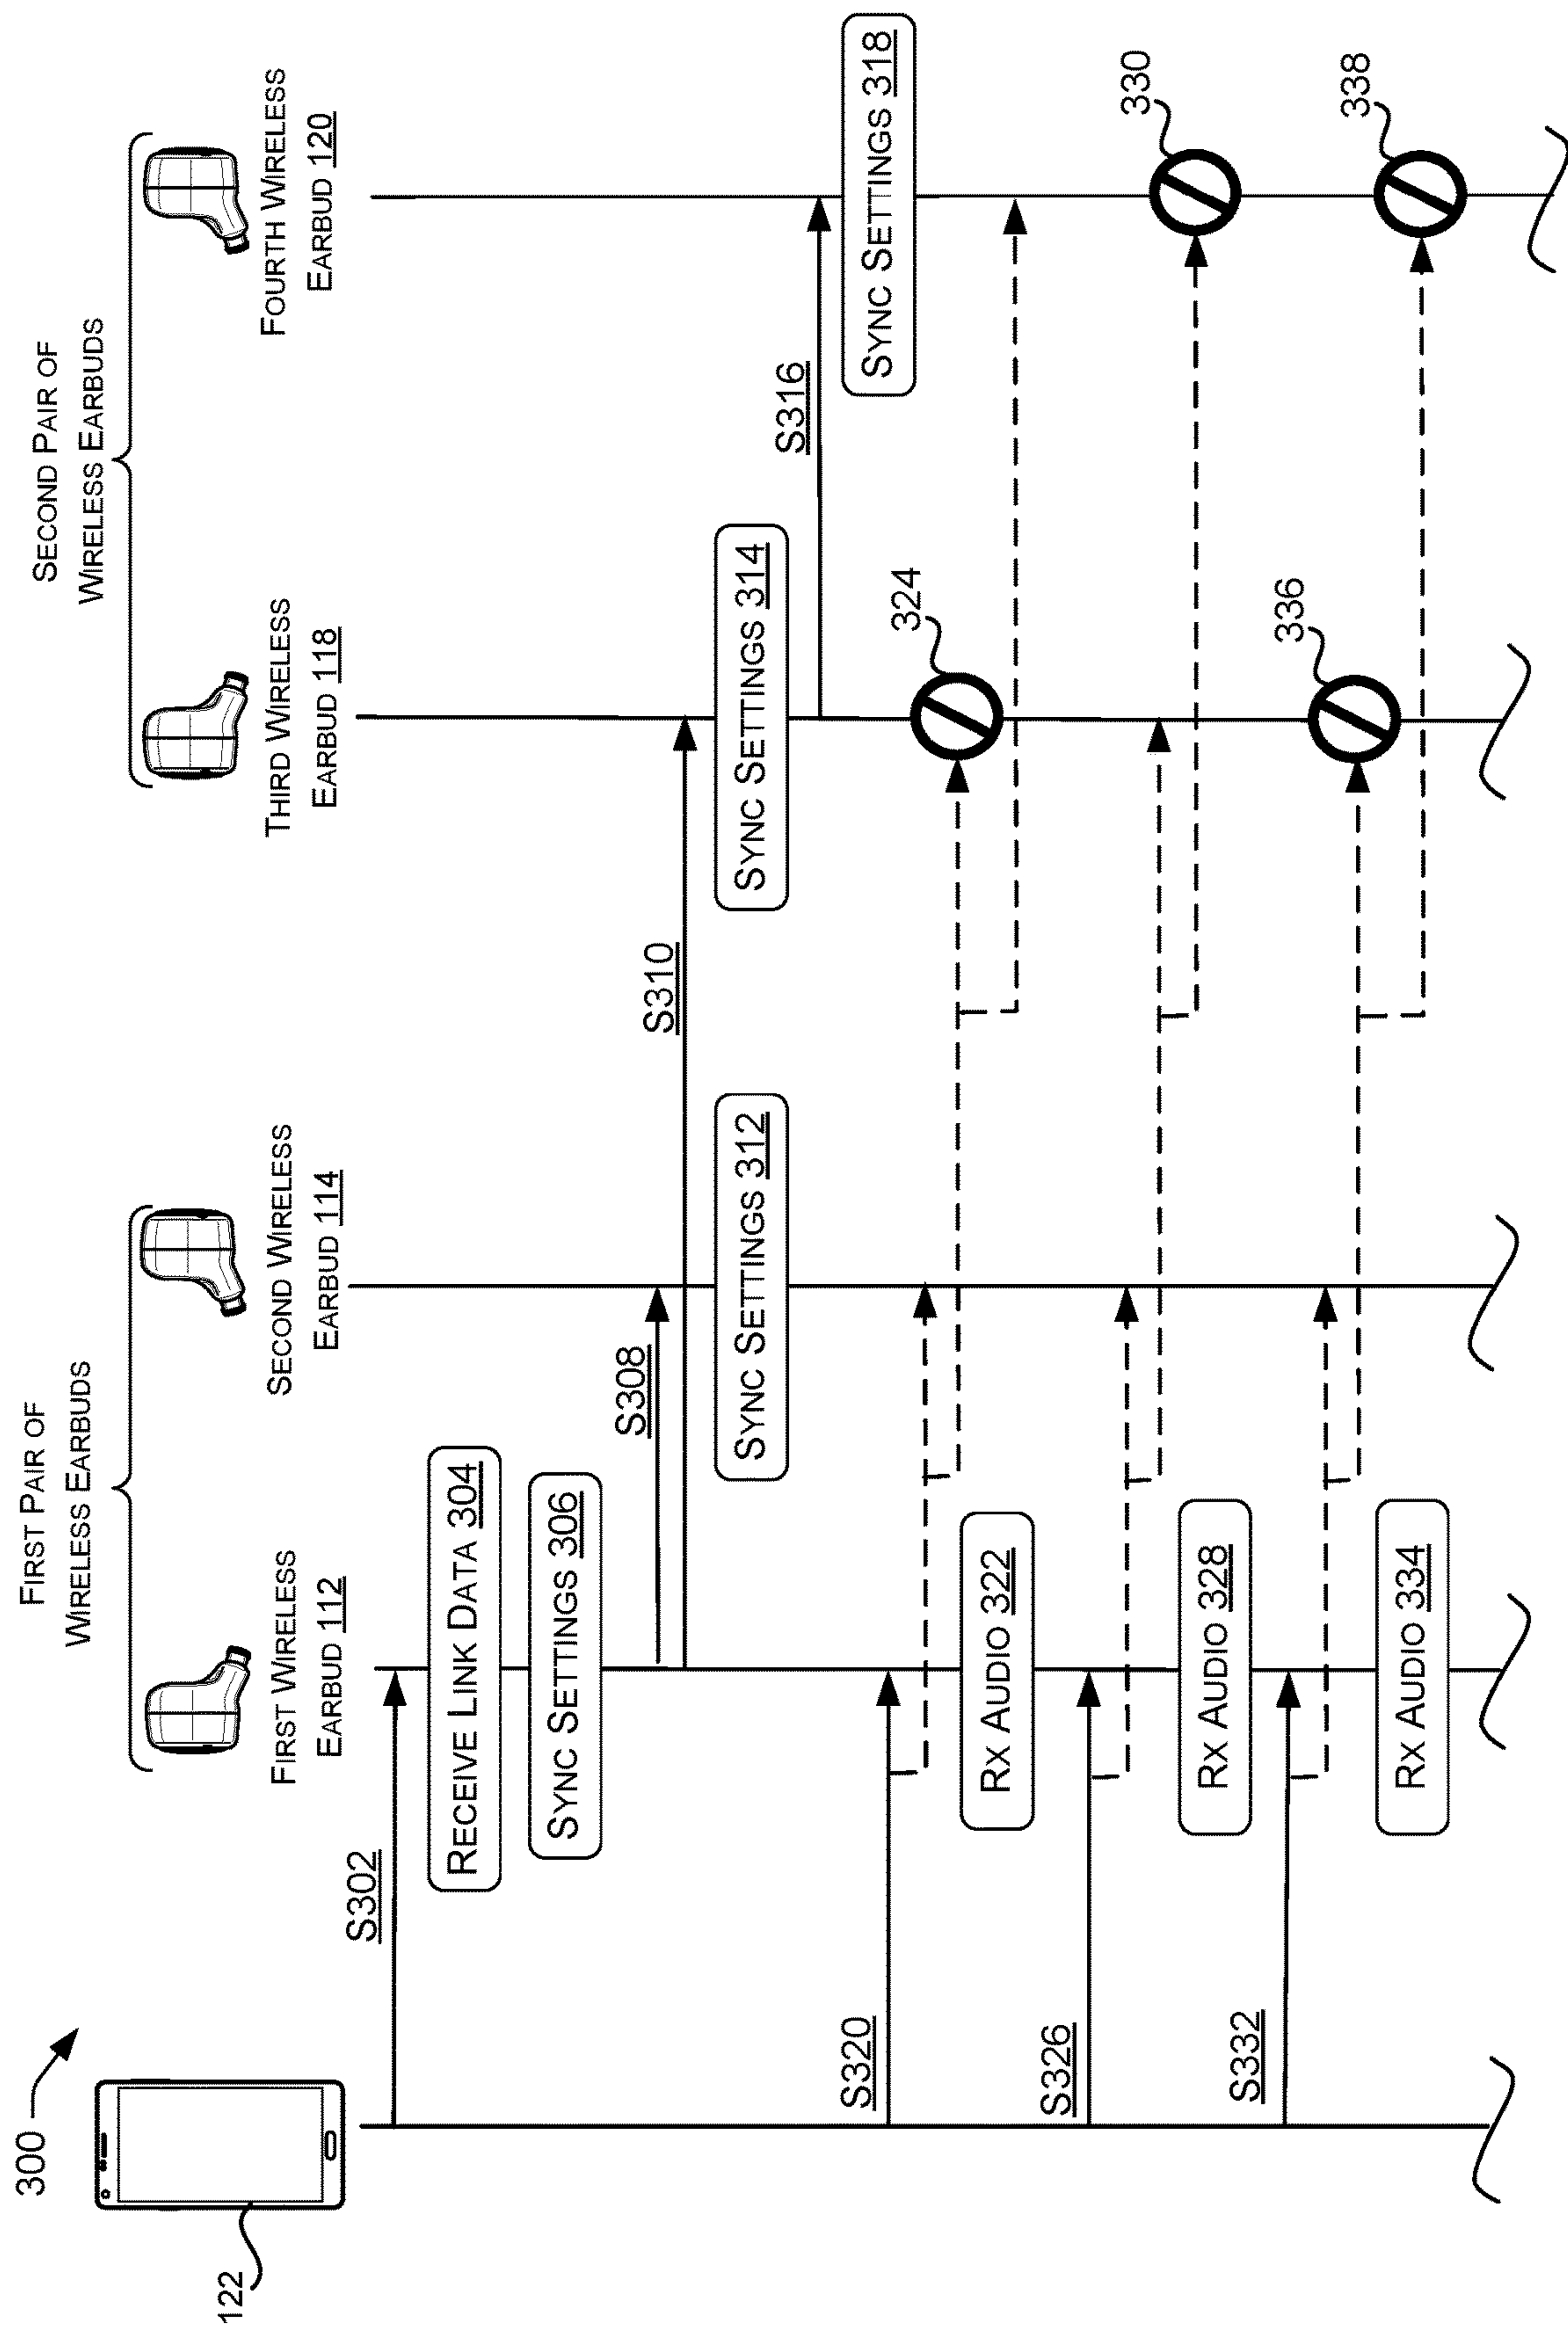 300
122
FIRST PAIR OF
WIRELESS EARBUDS
SECOND PAIR OF
WIRELESS EARBUDS
FIRST WIRELESS
EARBUD 112
SECOND WIRELESS
EARBUD 114
THIRD WIRELESS
EARBUD 118
FOURTH WIRELESS
EARBUD 120
S302
RECEIVE LINK DATA 304
SYNC SETTINGS 306
S308
S310
SYNC SETTINGS 312
SYNC SETTINGS 314
S316
SYNC SETTINGS 318
S320
324
RX AUDIO 322
S326
330
RX AUDIO 328
S332
336
338
RX AUDIO 334